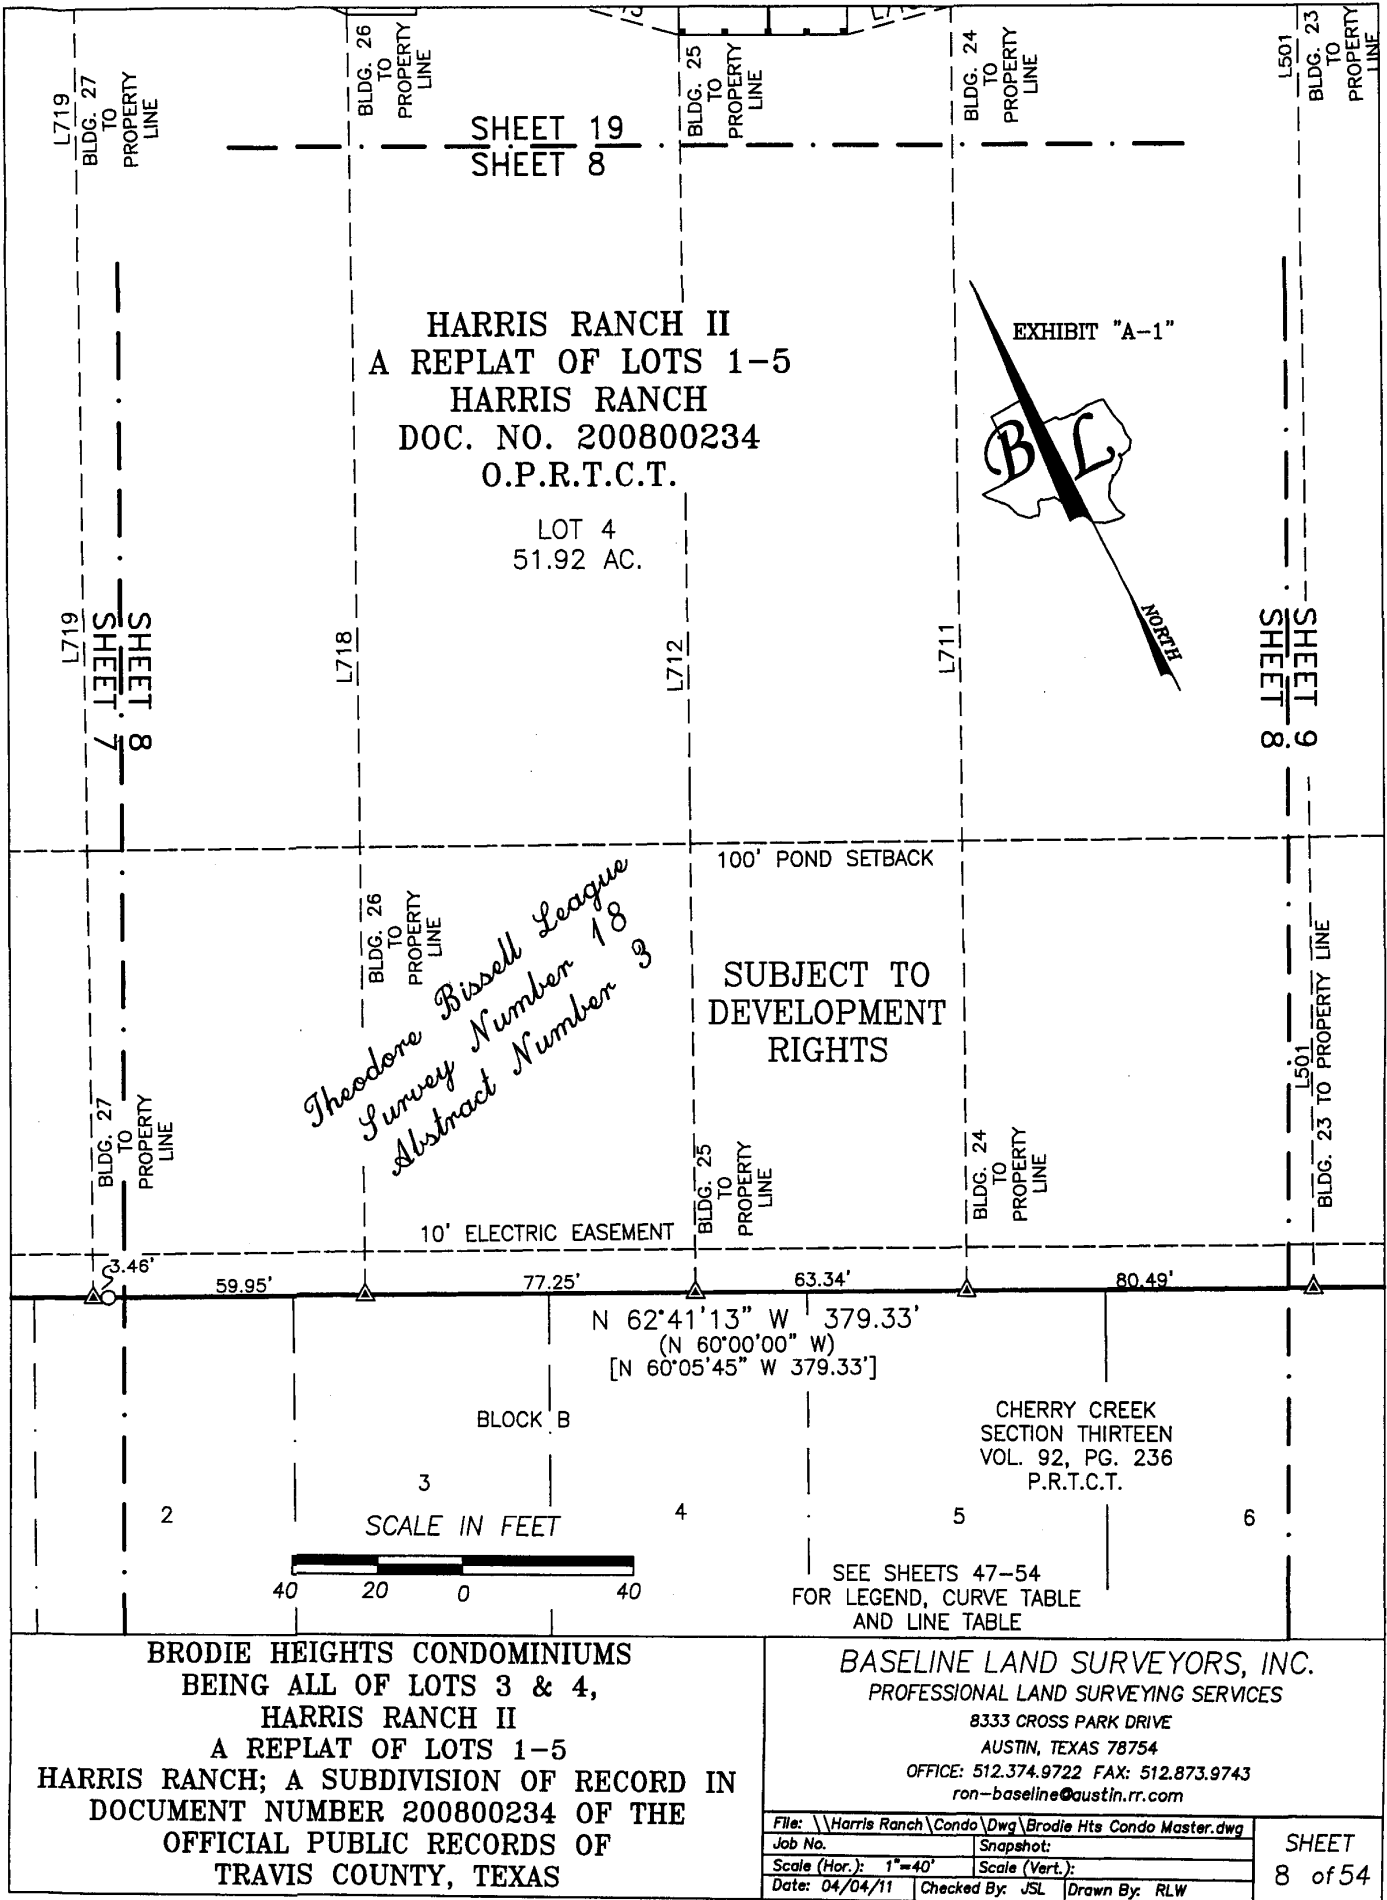 L719
BLDG. 27
TO
PROPERTY
LINE
BLDG. 26
TO
PROPERTY
LINE
BLDG. 25
TO
PROPERTY
LINE
BLDG. 24
TO
PROPERTY
LINE
L501
BLDG. 23
TO
PROPERTY
LINE
SHEET 19
SHEET 8
HARRIS RANCH II
A REPLAT OF LOTS 1-5
HARRIS RANCH
DOC. NO. 200800234
O.P.R.T.C.T.
LOT 4
51.92 AC.
EXHIBIT "A-1"
B L
NORTH
L719
SHEET 7
SHEET 8
L718
L712
L711
SHEET 9
SHEET 8
100' POND SETBACK
BLDG. 26
TO
PROPERTY
LINE
Theodore Bissell League
Survey Number 18
Abstract Number 3
SUBJECT TO
DEVELOPMENT
RIGHTS
L501
BLDG. 23 TO PROPERTY LINE
BLDG. 27
TO
PROPERTY
LINE
BLDG. 25
TO
PROPERTY
LINE
BLDG. 24
TO
PROPERTY
LINE
10' ELECTRIC EASEMENT
3.46'
59.95'
77.25'
63.34'
80.49'
N 62°41'13" W 379.33'
(N 60°00'00" W)
[N 60°05'45" W 379.33']
BLOCK B
CHERRY CREEK
SECTION THIRTEEN
VOL. 92, PG. 236
P.R.T.C.T.
2
3
4
5
6
SCALE IN FEET
40 20 0 40
SEE SHEETS 47-54
FOR LEGEND, CURVE TABLE
AND LINE TABLE
BRODIE HEIGHTS CONDOMINIUMS
BEING ALL OF LOTS 3 & 4,
HARRIS RANCH II
A REPLAT OF LOTS 1-5
HARRIS RANCH; A SUBDIVISION OF RECORD IN
DOCUMENT NUMBER 200800234 OF THE
OFFICIAL PUBLIC RECORDS OF
TRAVIS COUNTY, TEXAS
BASELINE LAND SURVEYORS, INC.
PROFESSIONAL LAND SURVEYING SERVICES
8333 CROSS PARK DRIVE
AUSTIN, TEXAS 78754
OFFICE: 512.374.9722 FAX: 512.873.9743
ron-baseline@austin.rr.com
File: \\Harris Ranch\Condo\Dwg\Brodie Hts Condo Master.dwg
Job No. Snapshot:
Scale (Hor.): 1"=40' Scale (Vert.):
Date: 04/04/11 Checked By: JSL Drawn By: RLW
SHEET
8 of 54